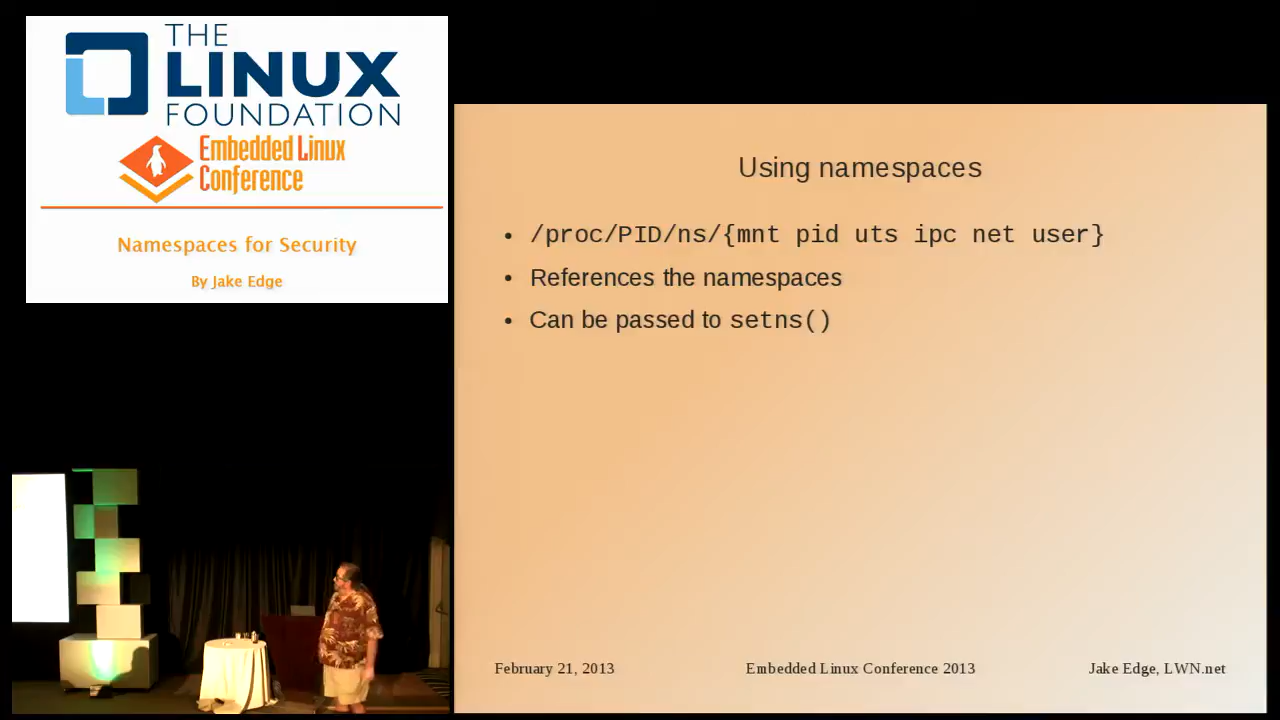 THE
LINUX
FOUNDATION
Embedded Linux
Conference
Namespaces for Security
By Jake Edge
Using namespaces
• /proc/PID/ns/{mnt pid uts ipc net user}
• References the namespaces
• Can be passed to setns()
February 21, 2013 Embedded Linux Conference 2013 Jake Edge, LWN.net